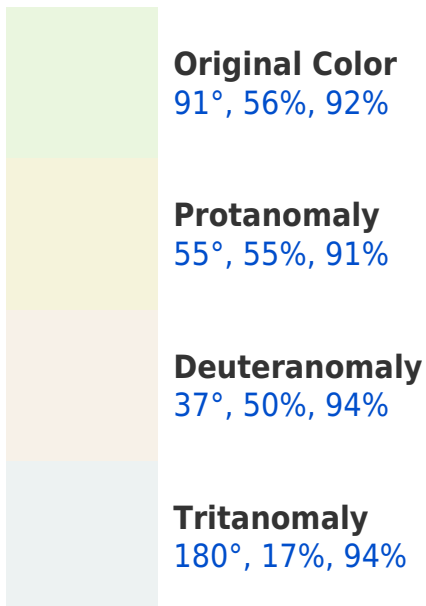 Original Color
91°, 56%, 92%
Protanomaly
55°, 55%, 91%
Deuteranomaly
37°, 50%, 94%
Tritanomaly
180°, 17%, 94%